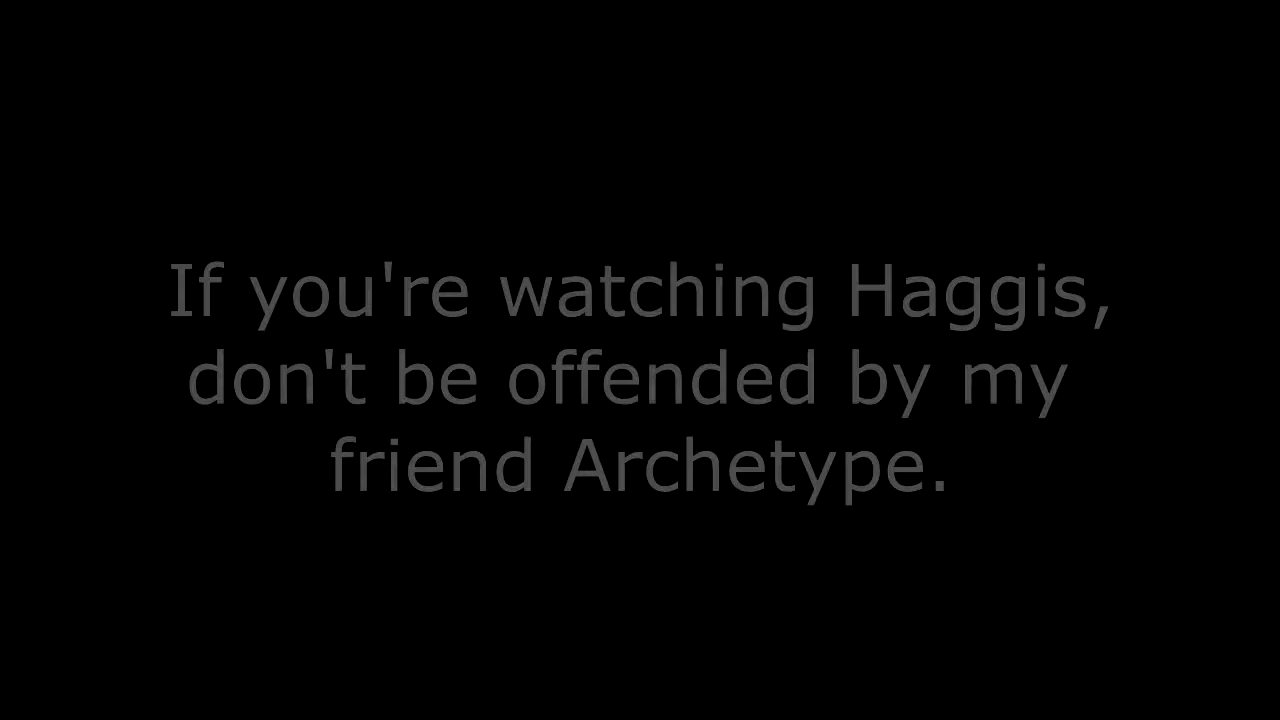 If you're watching Haggis,
don't be offended by my
friend Archetype.